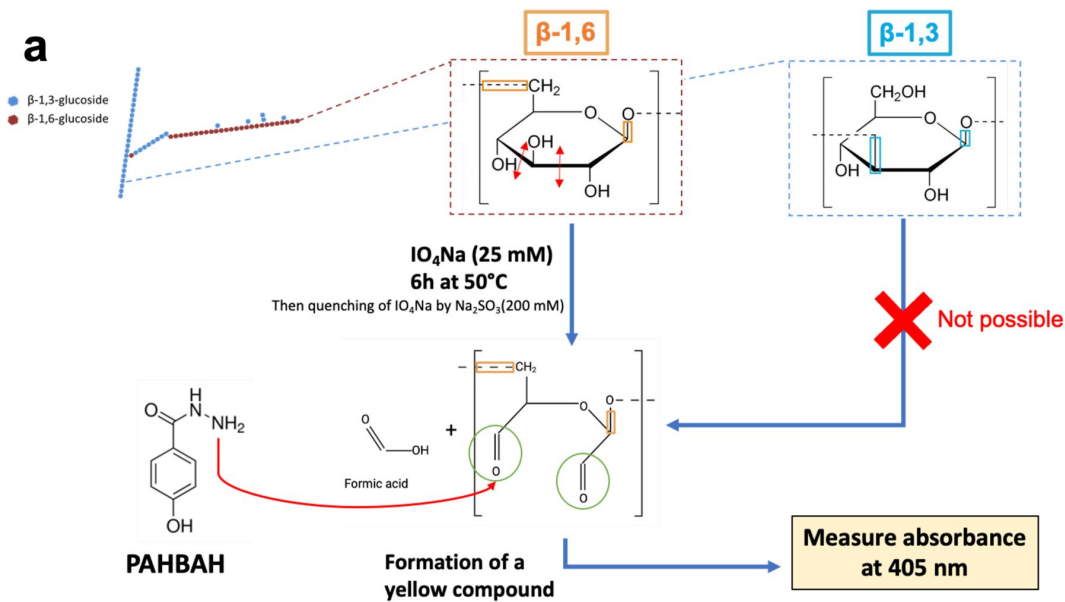 a
β-1,6
β-1,3
β-1,3-glucoside
β-1,6-glucoside
CH₂
O
O
OH
OH
OH
CH₂OH
O
O
OH
OH
IO₄Na (25 mM)
6h at 50°C
Then quenching of IO₄Na by Na₂SO₃(200 mM)
Not possible
O
H
N
NH₂
OH
PAHBAH
O
OH
Formic acid
+
CH₂
O
O
O
O
Formation of a
yellow compound
Measure absorbance
at 405 nm